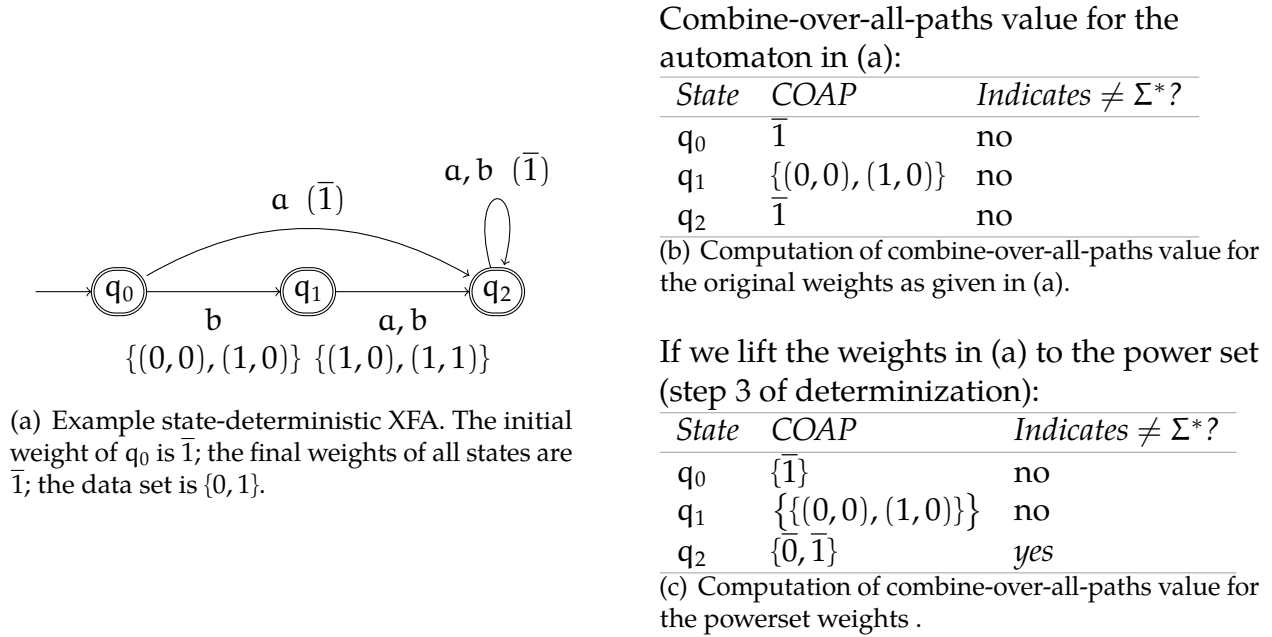 a, b (1̅)
a (1̅)
q₀
q₁
q₂
b
a, b
{(0, 0), (1, 0)} {(1, 0), (1, 1)}
(a) Example state-deterministic XFA. The initial
weight of q₀ is 1̅; the final weights of all states are
1̅; the data set is {0, 1}.
Combine-over-all-paths value for the
automaton in (a):
State COAP Indicates ≠ Σ*?
q₀ 1̅ no
q₁ {(0, 0), (1, 0)} no
q₂ 1̅ no
(b) Computation of combine-over-all-paths value for
the original weights as given in (a).
If we lift the weights in (a) to the power set
(step 3 of determinization):
State COAP Indicates ≠ Σ*?
q₀ {1̅} no
q₁ {{(0, 0), (1, 0)}} no
q₂ {0̅, 1̅} yes
(c) Computation of combine-over-all-paths value for
the powerset weights .